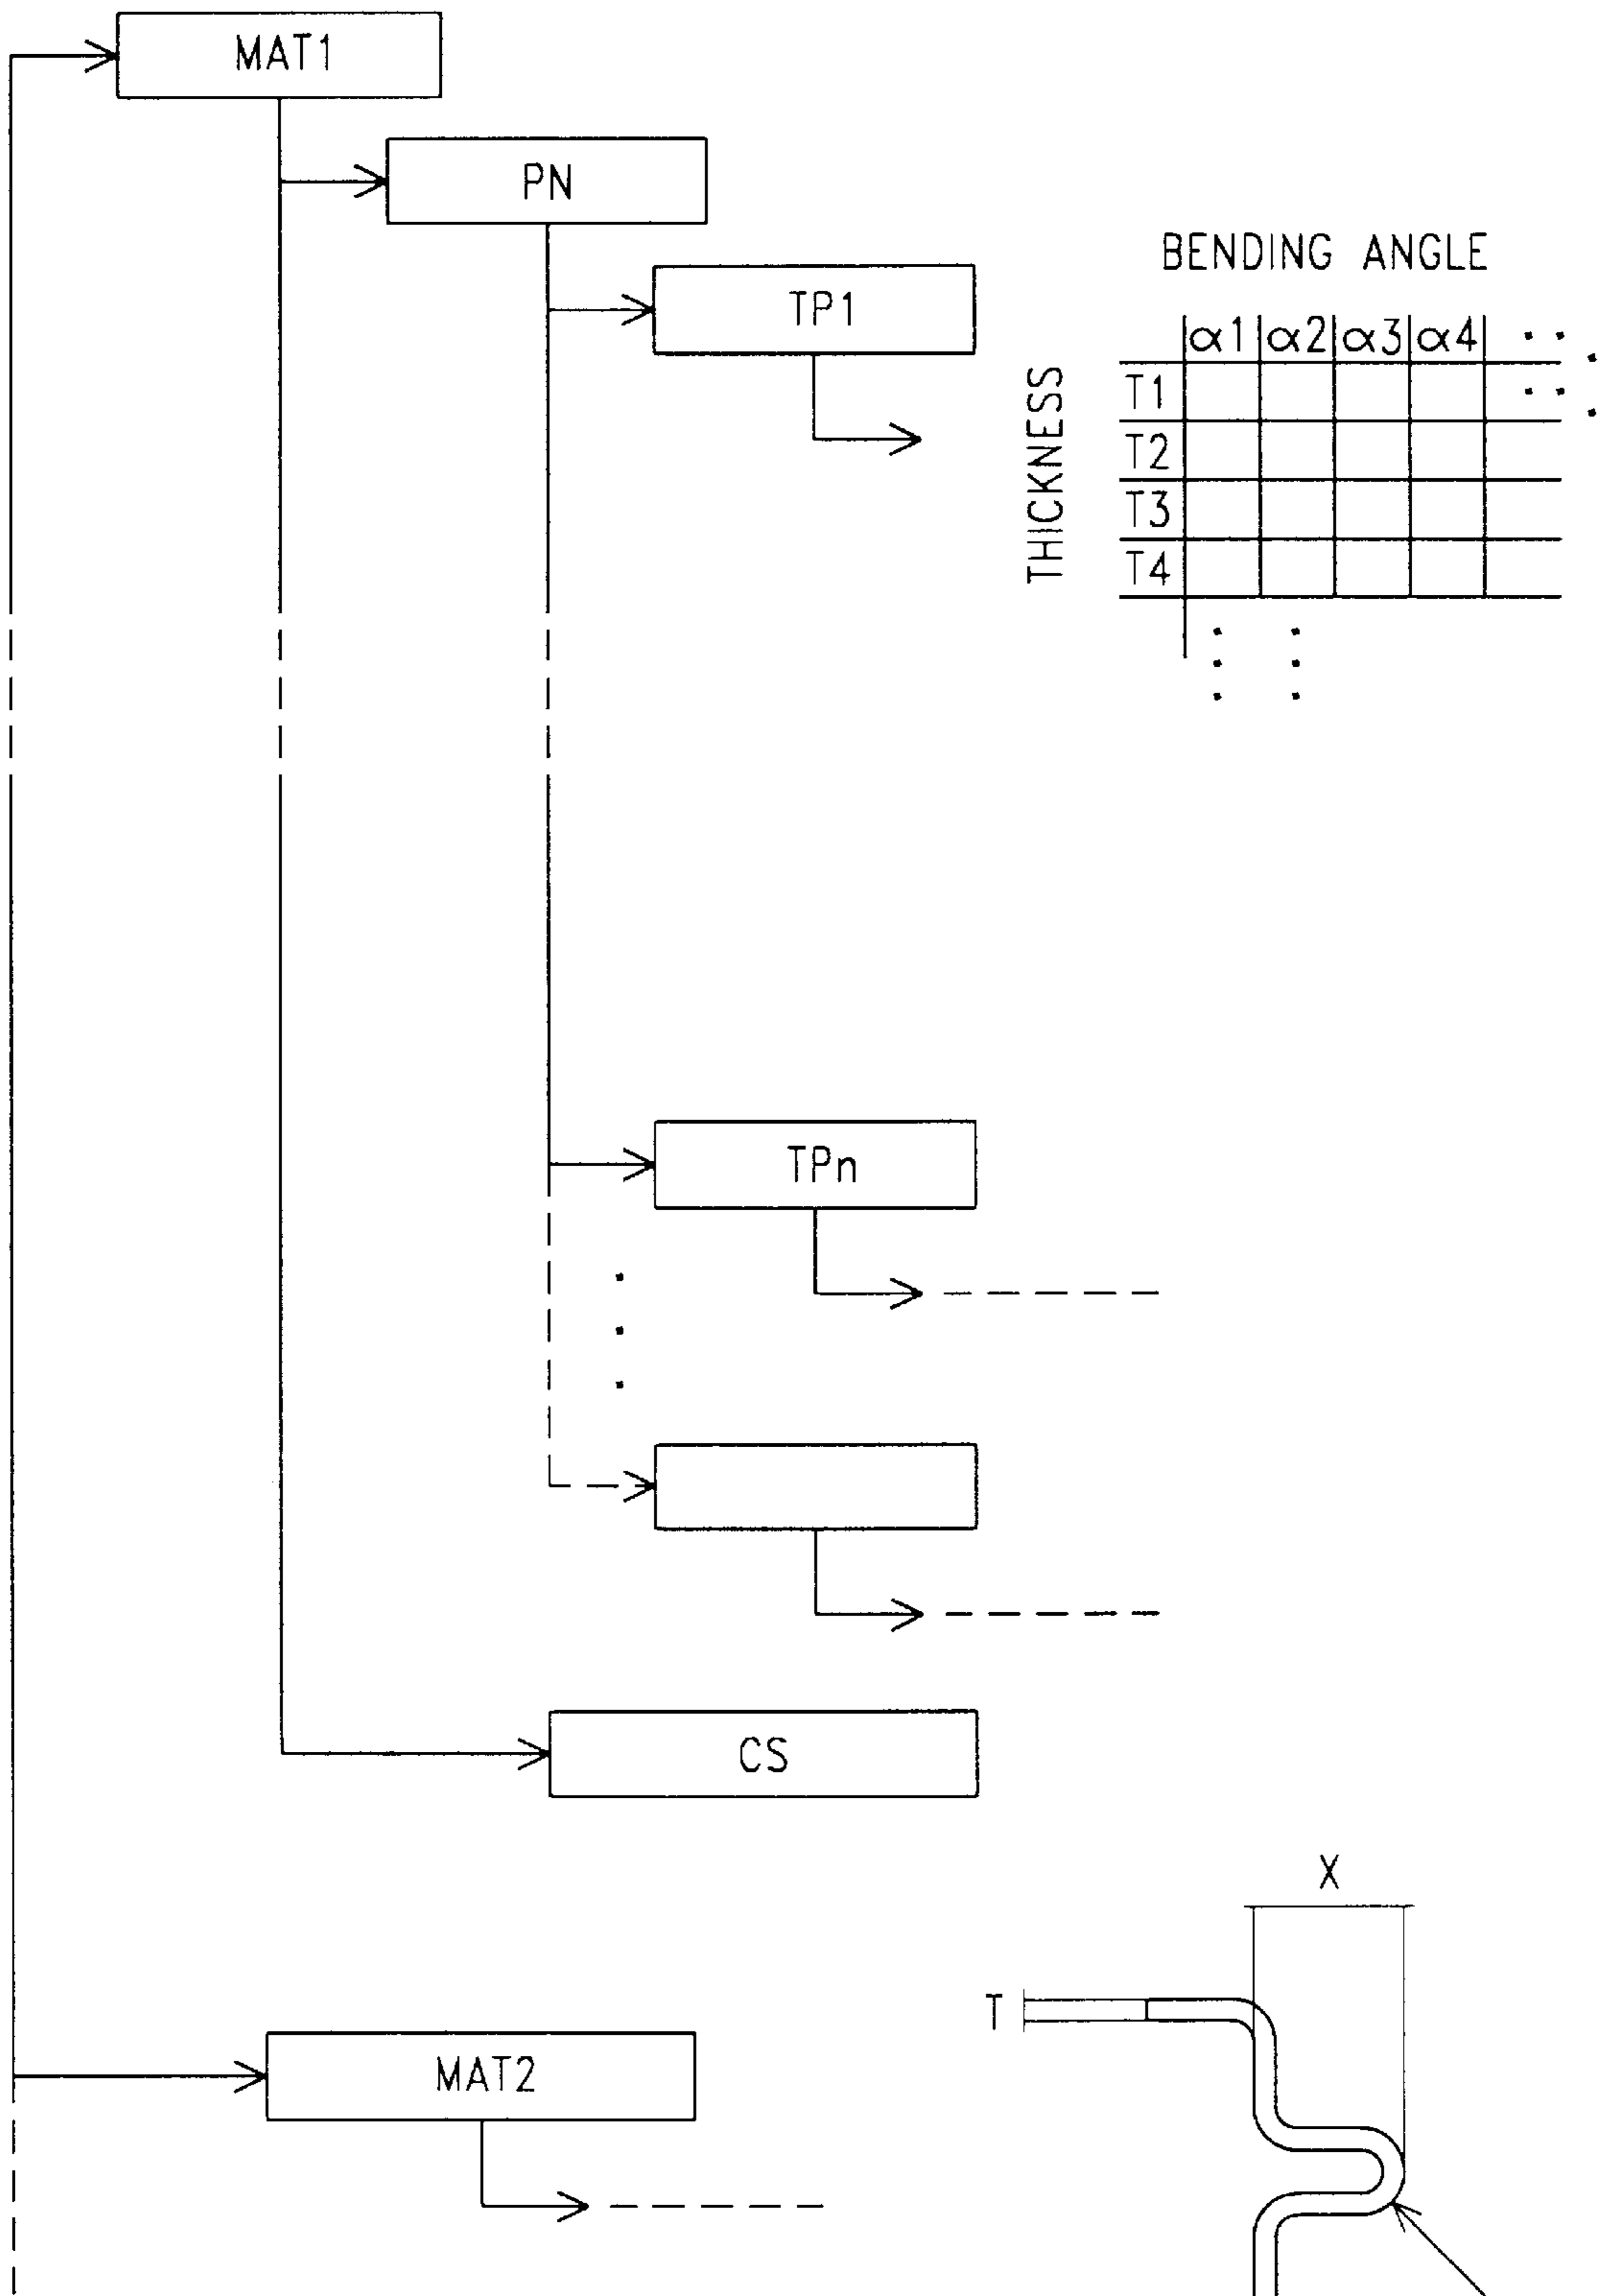 MAT1
PN
TP1
BENDING ANGLE
THICKNESS
α1 α2 α3 α4
T1
T2
T3
T4
TPn
CS
X
T
MAT2